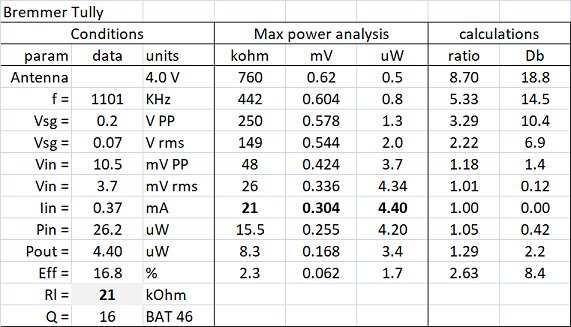 Bremmer Tully
Conditions Max power analysis calculations
param data units kohm mV uW ratio Db
Antenna 4.0 V 760 0.62 0.5 8.70 18.8
f = 1101 KHz 442 0.604 0.8 5.33 14.5
Vsg = 0.2 V PP 250 0.578 1.3 3.29 10.4
Vsg = 0.07 V rms 149 0.544 2.0 2.22 6.9
Vin = 10.5 mV PP 48 0.424 3.7 1.18 1.4
Vin = 3.7 mV rms 26 0.336 4.34 1.01 0.12
Iin = 0.37 mA 21 0.304 4.40 1.00 0.00
Pin = 26.2 uW 15.5 0.255 4.20 1.05 0.42
Pout = 4.40 uW 8.3 0.168 3.4 1.29 2.2
Eff = 16.8 % 2.3 0.062 1.7 2.63 8.4
Rl = 21 kOhm
Q = 16 BAT 46